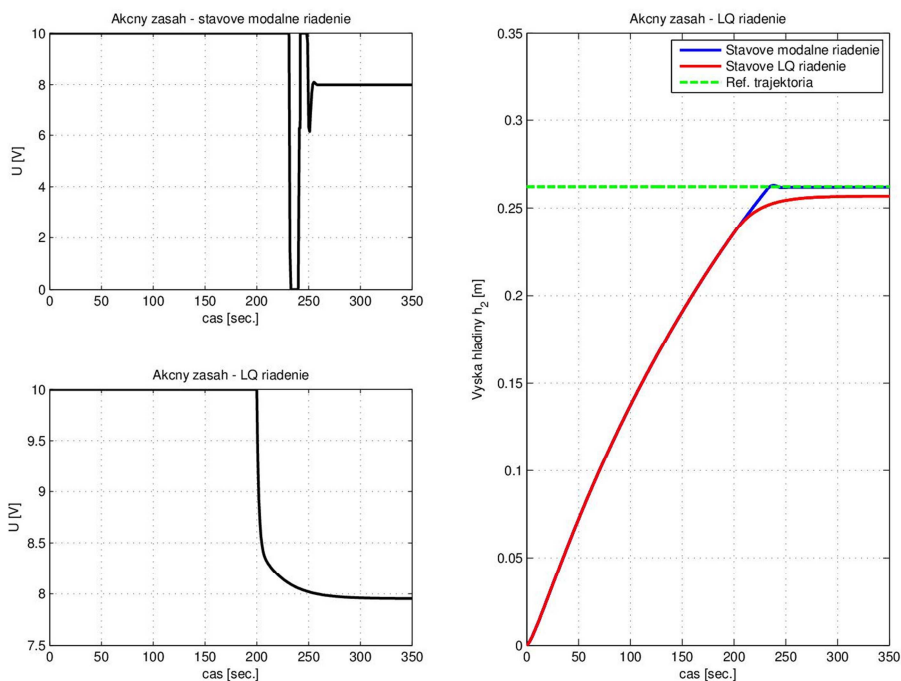 Akcny zasah - stavove modalne riadenie
10
8
6
4
2
0
U [V]
0 50 100 150 200 250 300 350
cas [sec.]
Akcny zasah - LQ riadenie
10
9.5
9
8.5
8
7.5
U [V]
0 50 100 150 200 250 300 350
cas [sec.]
Akcny zasah - LQ riadenie
Stavove modalne riadenie
Stavove LQ riadenie
Ref. trajektoria
0.35
0.3
0.25
0.2
0.15
0.1
0.05
0
Vyska hladiny h2 [m]
0 50 100 150 200 250 300 350
cas [sec.]